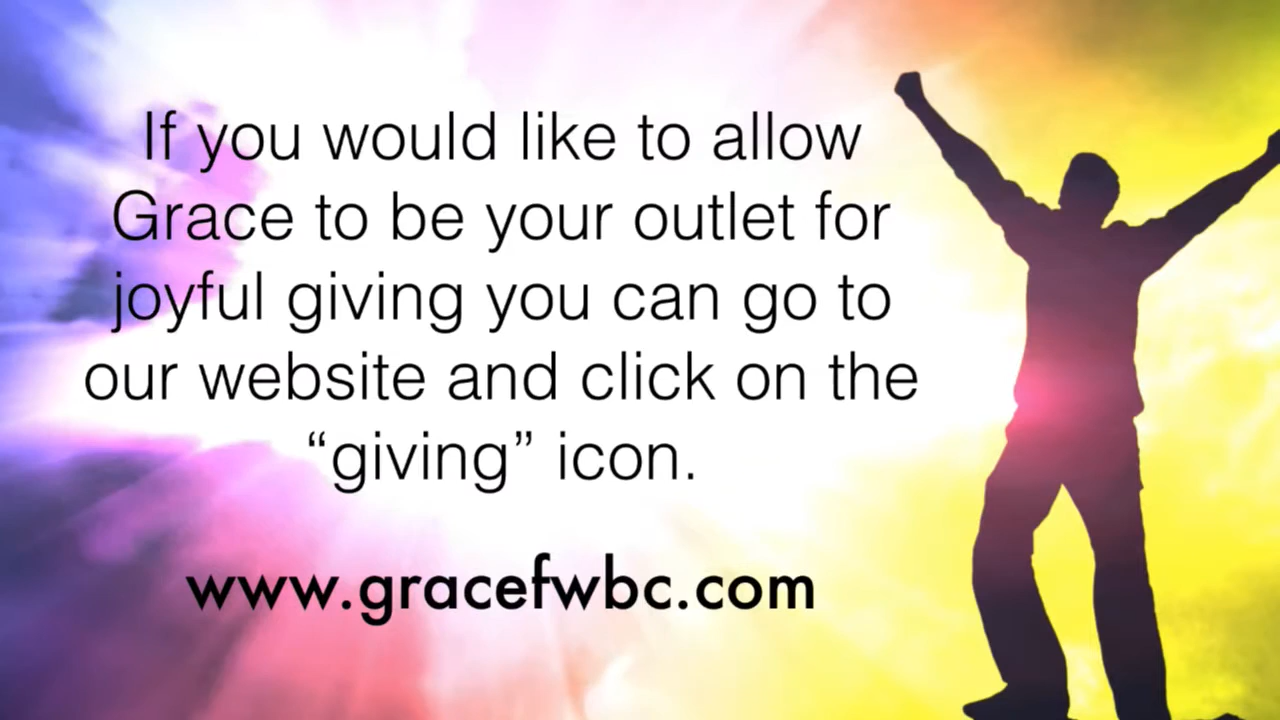 If you would like to allow
Grace to be your outlet for
joyful giving you can go to
our website and click on the
“giving” icon.
www.gracefwbc.com